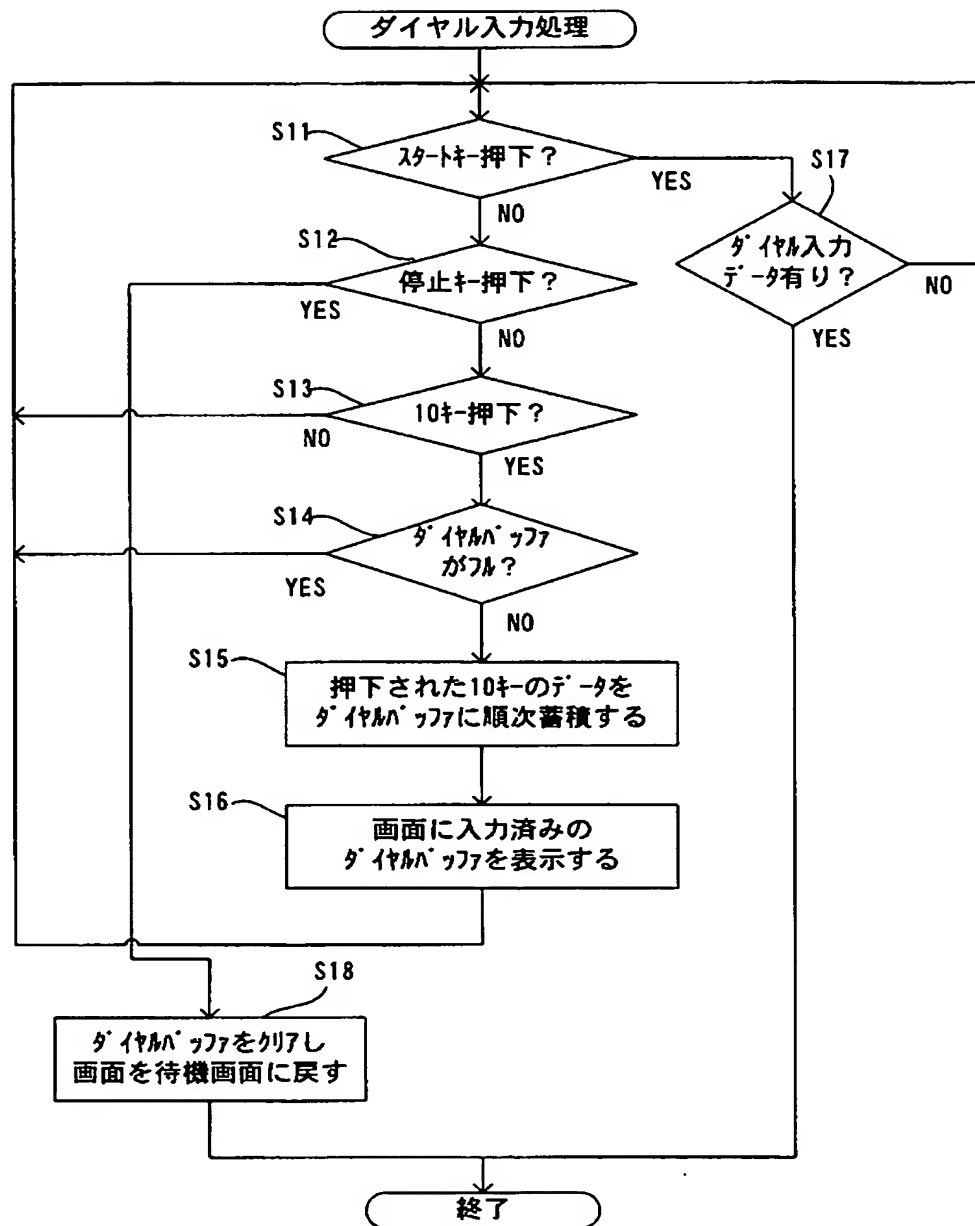 ダイヤル入力処理
S11
スタートキー押下?
YES
NO
S17
ダイヤル入力
データ有り?
NO
YES
S12
停止キー押下?
YES
NO
S13
10キー押下?
NO
YES
S14
ダイヤルバッファ
がフル?
YES
NO
S15
押下された10キーのデータを
ダイヤルバッファに順次蓄積する
S16
画面に入力済みの
ダイヤルバッファを表示する
S18
ダイヤルバッファをクリアし
画面を待機画面に戻す
終了